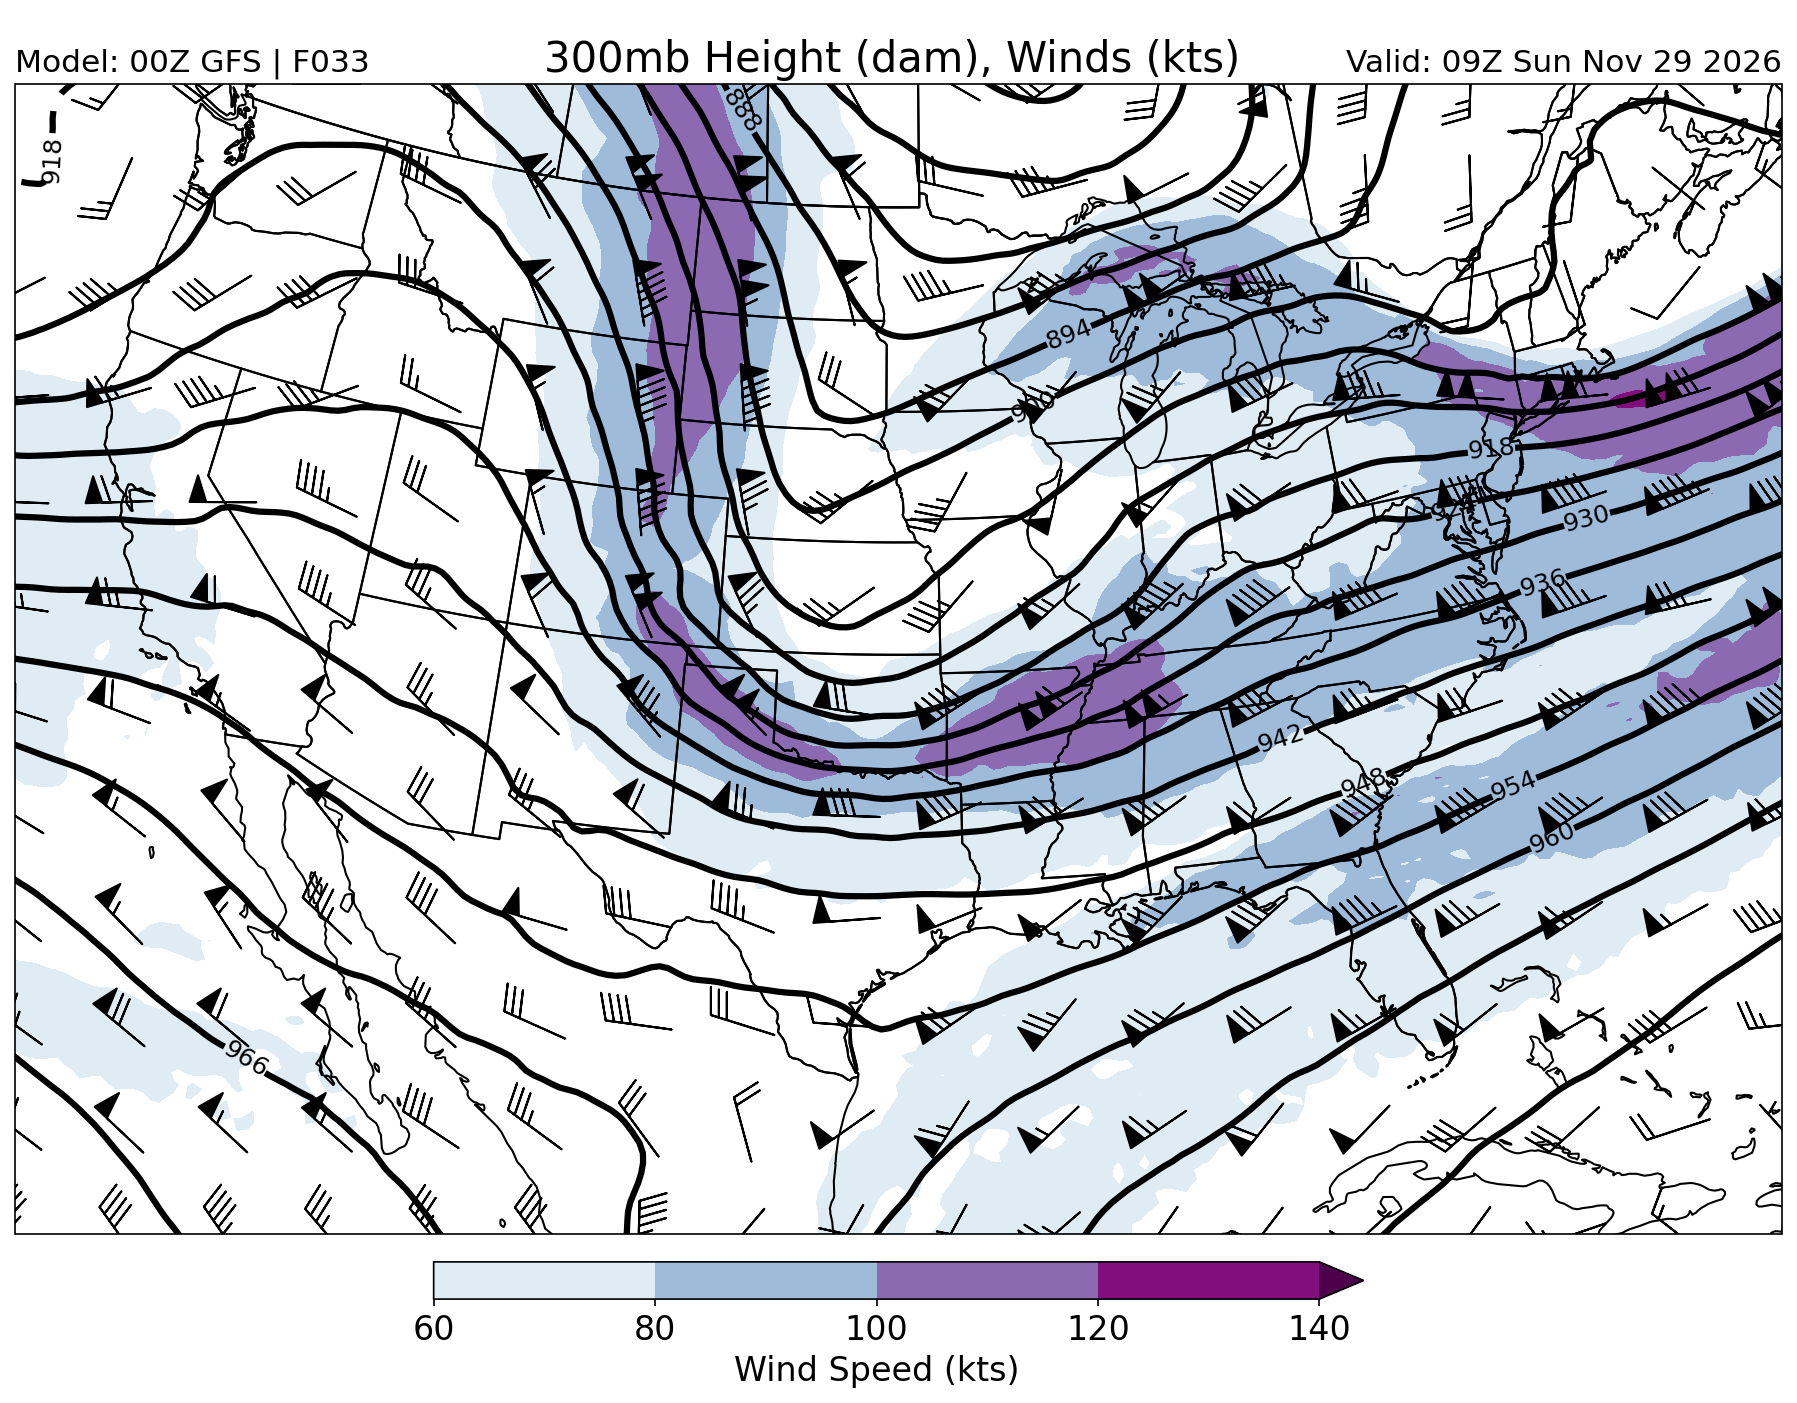 Model: 00Z GFS | F033
300mb Height (dam), Winds (kts)
Valid: 09Z Sun Nov 29 2026
888
918
894
900
918
924
930
936
942
948
954
960
966
60 80 100 120 140
Wind Speed (kts)